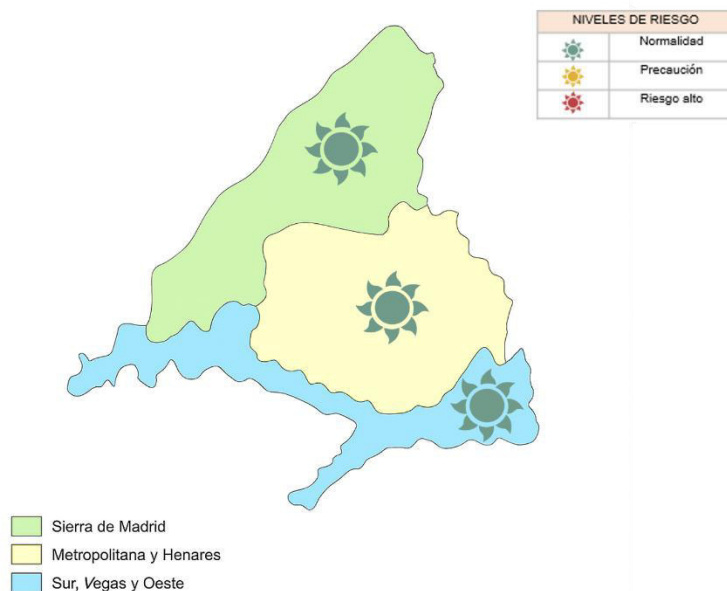 NIVELES DE RIESGO
Normalidad
Precaución
Riesgo alto
Sierra de Madrid
Metropolitana y Henares
Sur, Vegas y Oeste